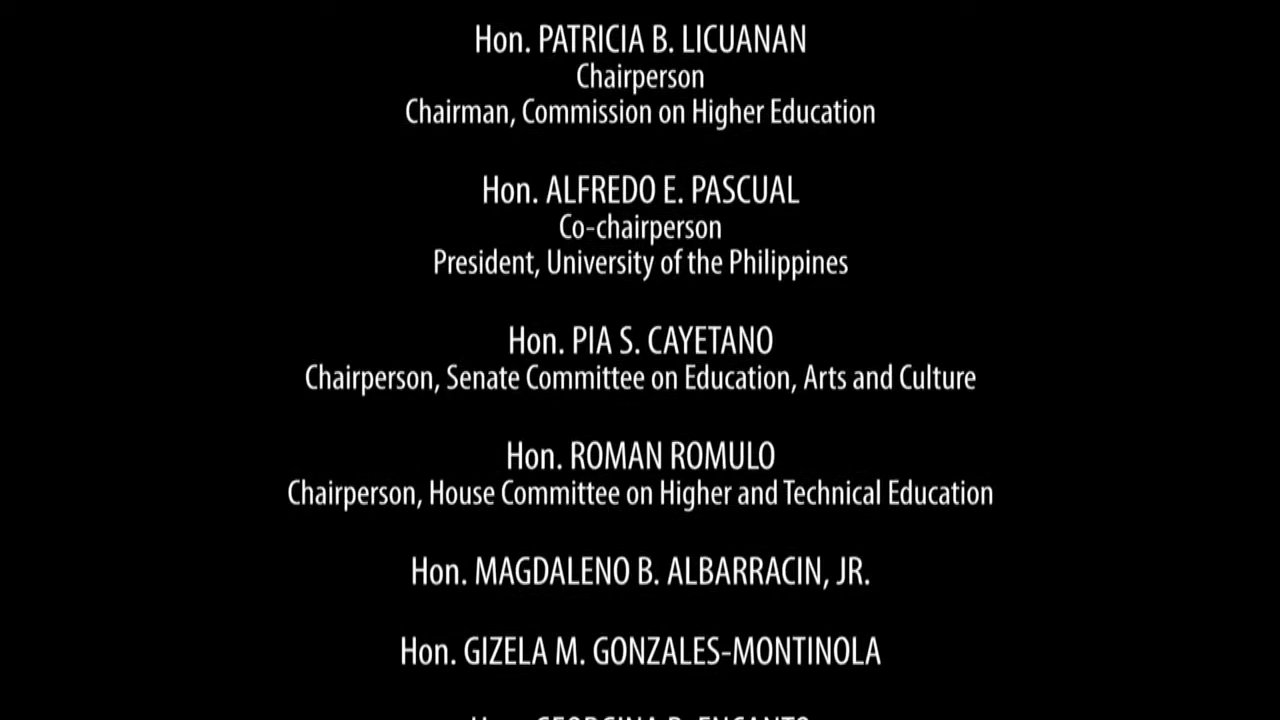 Hon. PATRICIA B. LICUANAN
Chairperson
Chairman, Commission on Higher Education
Hon. ALFREDO E. PASCUAL
Co-chairperson
President, University of the Philippines
Hon. PIA S. CAYETANO
Chairperson, Senate Committee on Education, Arts and Culture
Hon. ROMAN ROMULO
Chairperson, House Committee on Higher and Technical Education
Hon. MAGDALENO B. ALBARRACIN, JR.
Hon. GIZELA M. GONZALES-MONTINOLA